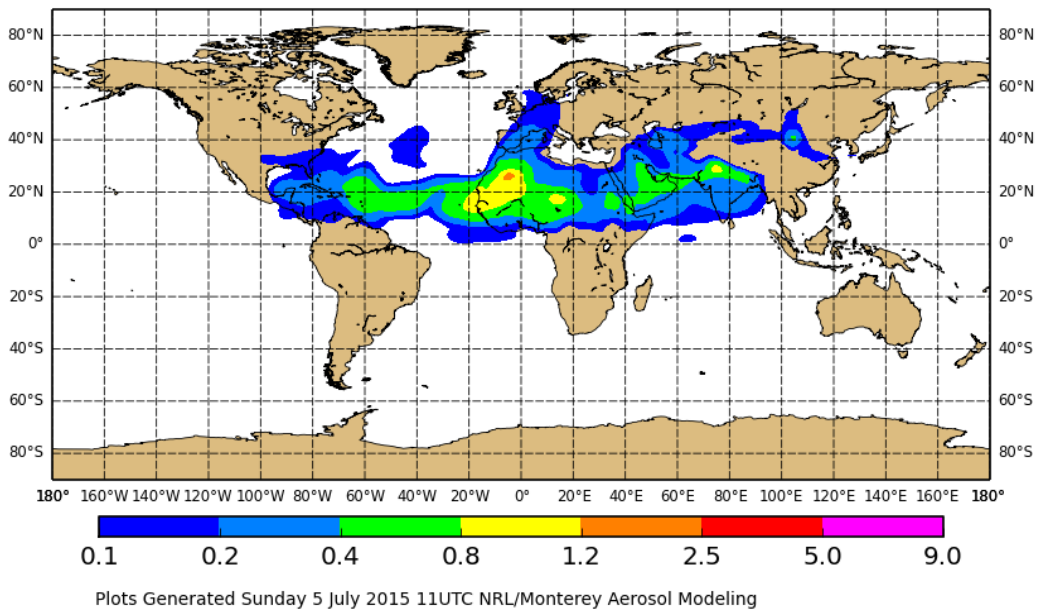 80°N 80°N
60°N 60°N
40°N 40°N
20°N 20°N
0° 0°
20°S 20°S
40°S 40°S
60°S 60°S
80°S 80°S
180° 160°W 140°W 120°W 100°W 80°W 60°W 40°W 20°W 0° 20°E 40°E 60°E 80°E 100°E 120°E 140°E 160°E 180°
0.1 0.2 0.4 0.8 1.2 2.5 5.0 9.0
Plots Generated Sunday 5 July 2015 11UTC NRL/Monterey Aerosol Modeling